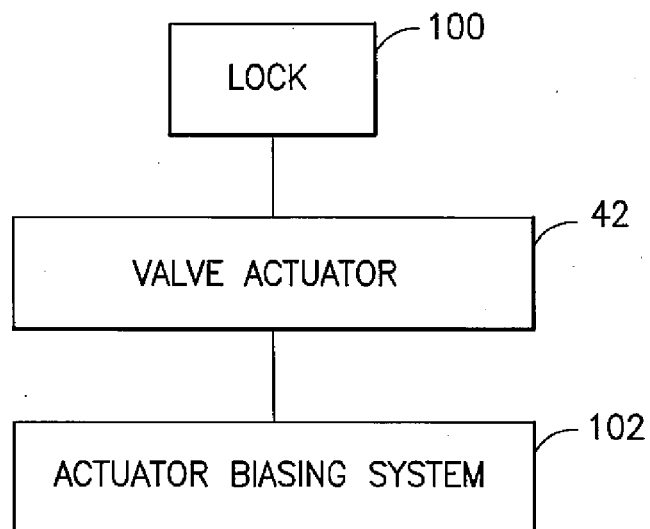 100
LOCK
42
VALVE ACTUATOR
102
ACTUATOR BIASING SYSTEM